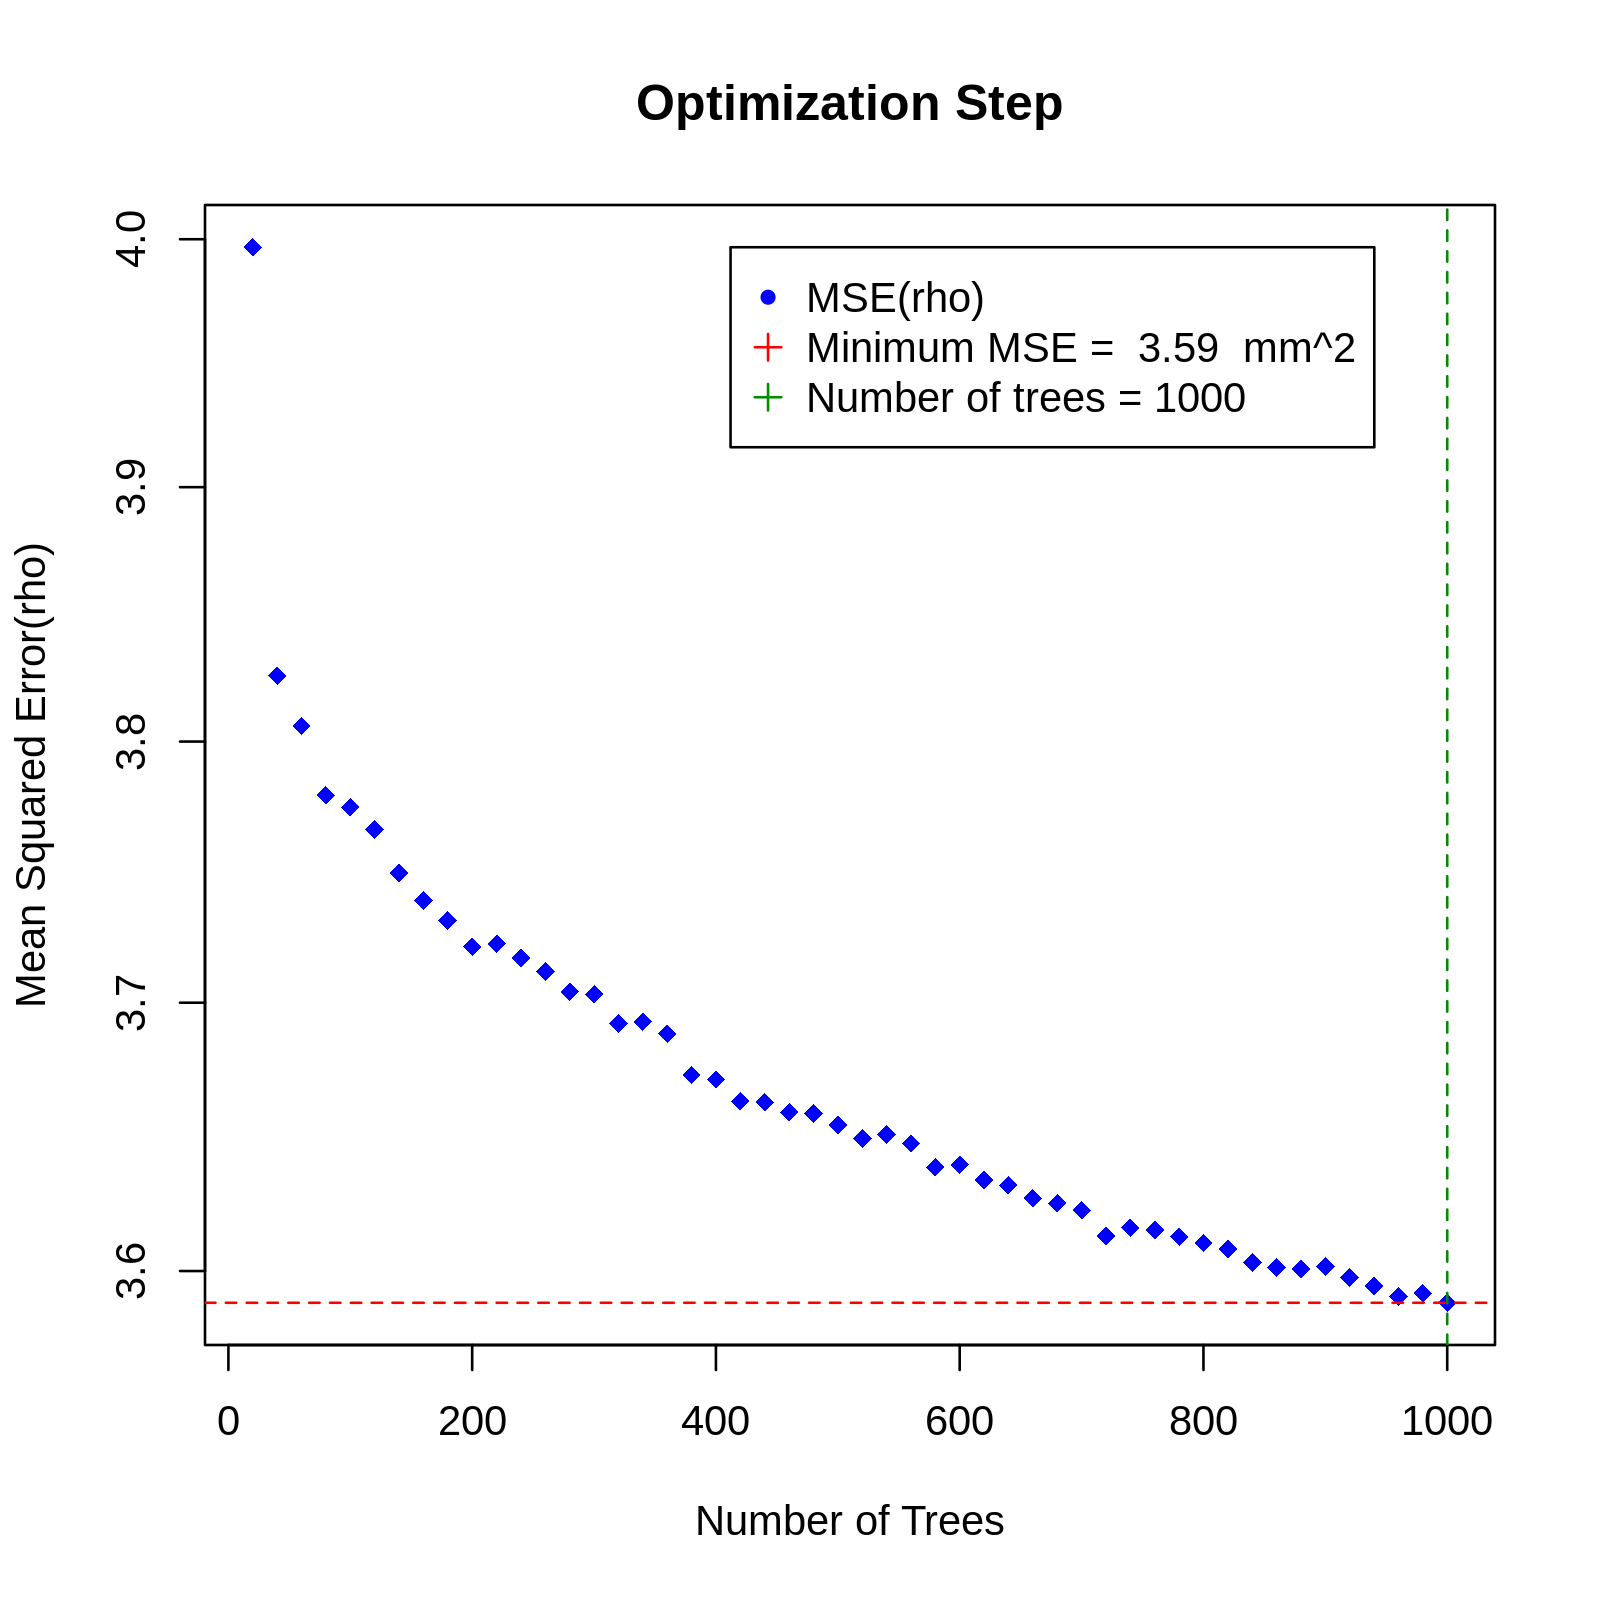 Optimization Step
MSE(rho)
Minimum MSE =  3.59  mm^2
Number of trees = 1000
Mean Squared Error(rho)
4.0
3.9
3.8
3.7
3.6
0 200 400 600 800 1000
Number of Trees